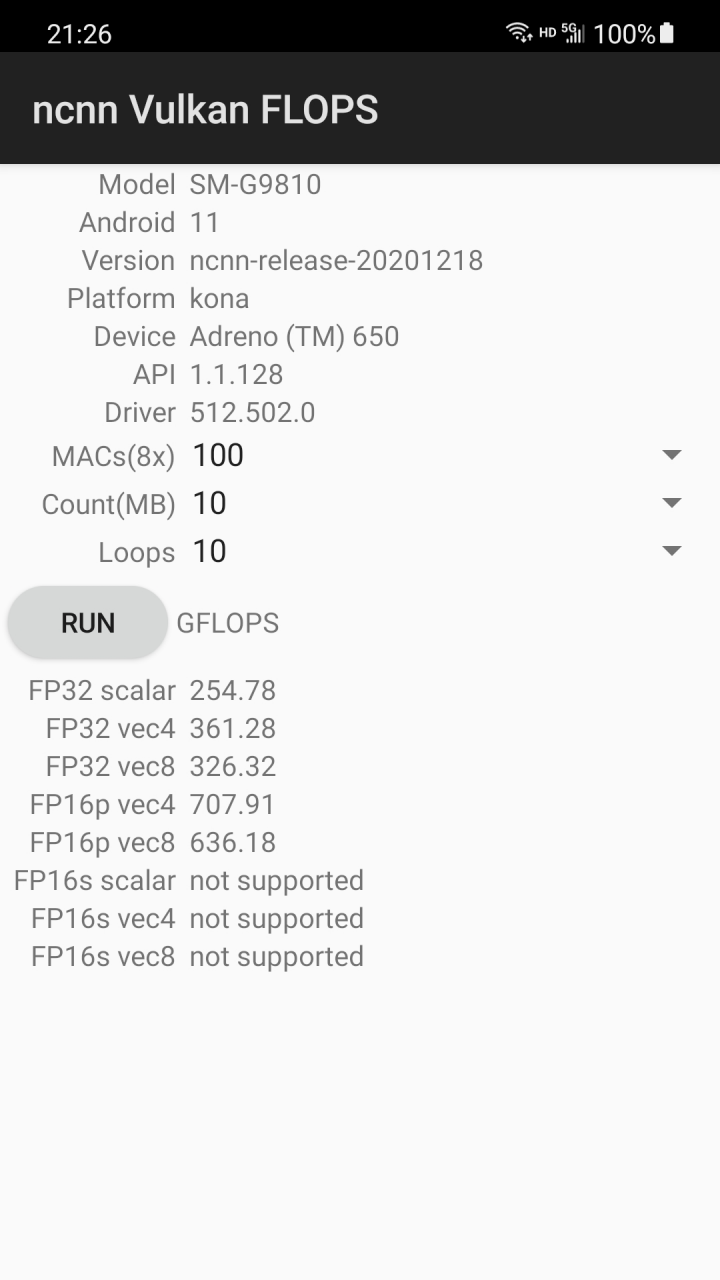 21:26 HD 5G 100%
ncnn Vulkan FLOPS
Model SM-G9810
Android 11
Version ncnn-release-20201218
Platform kona
Device Adreno (TM) 650
API 1.1.128
Driver 512.502.0
MACs(8x) 100
Count(MB) 10
Loops 10
RUN GFLOPS
FP32 scalar 254.78
FP32 vec4 361.28
FP32 vec8 326.32
FP16p vec4 707.91
FP16p vec8 636.18
FP16s scalar not supported
FP16s vec4 not supported
FP16s vec8 not supported